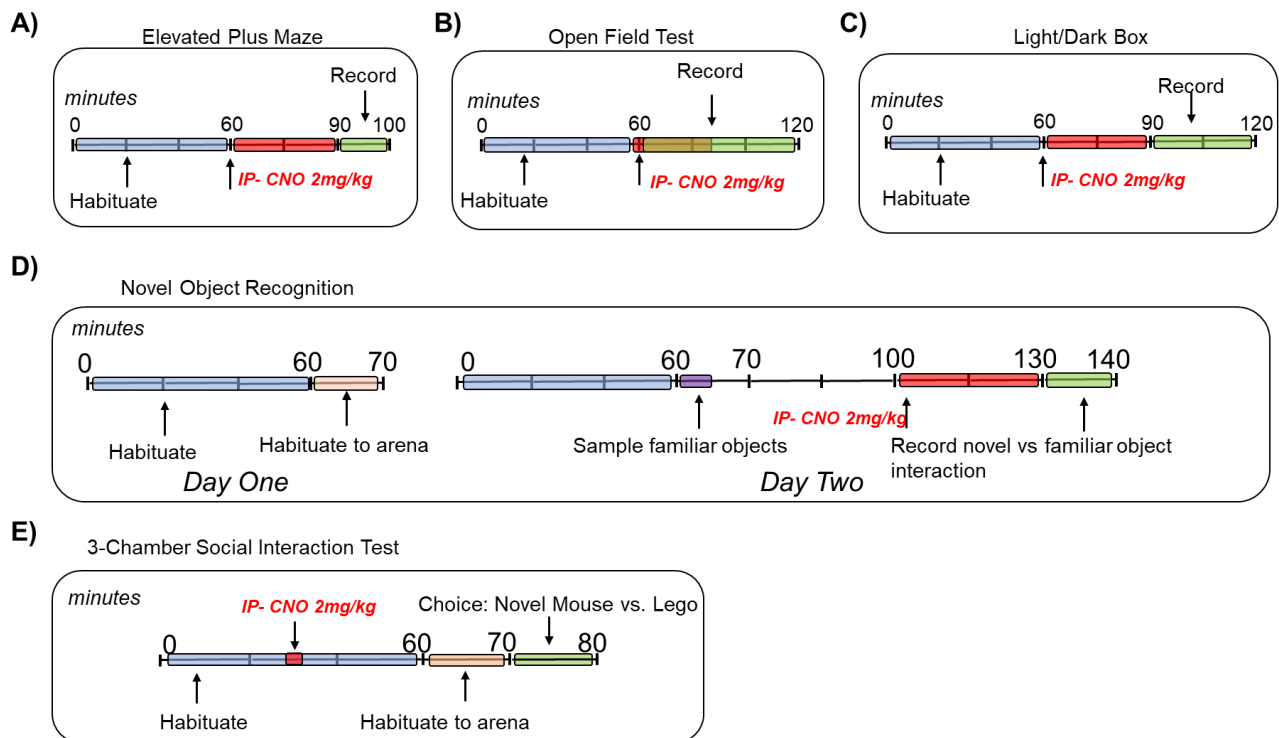 A)
Elevated Plus Maze
Record
minutes
0 60 90 100
Habituate
IP- CNO 2mg/kg
B)
Open Field Test
Record
minutes
0 60 120
Habituate
IP- CNO 2mg/kg
C)
Light/Dark Box
Record
minutes
0 60 90 120
Habituate
IP- CNO 2mg/kg
D)
Novel Object Recognition
minutes
0 60 70
Habituate
Habituate to arena
Day One
0 60 70 100 130 140
IP- CNO 2mg/kg
Sample familiar objects
Record novel vs familiar object
interaction
Day Two
E)
3-Chamber Social Interaction Test
minutes
IP- CNO 2mg/kg
Choice: Novel Mouse vs. Lego
0 60 70 80
Habituate
Habituate to arena